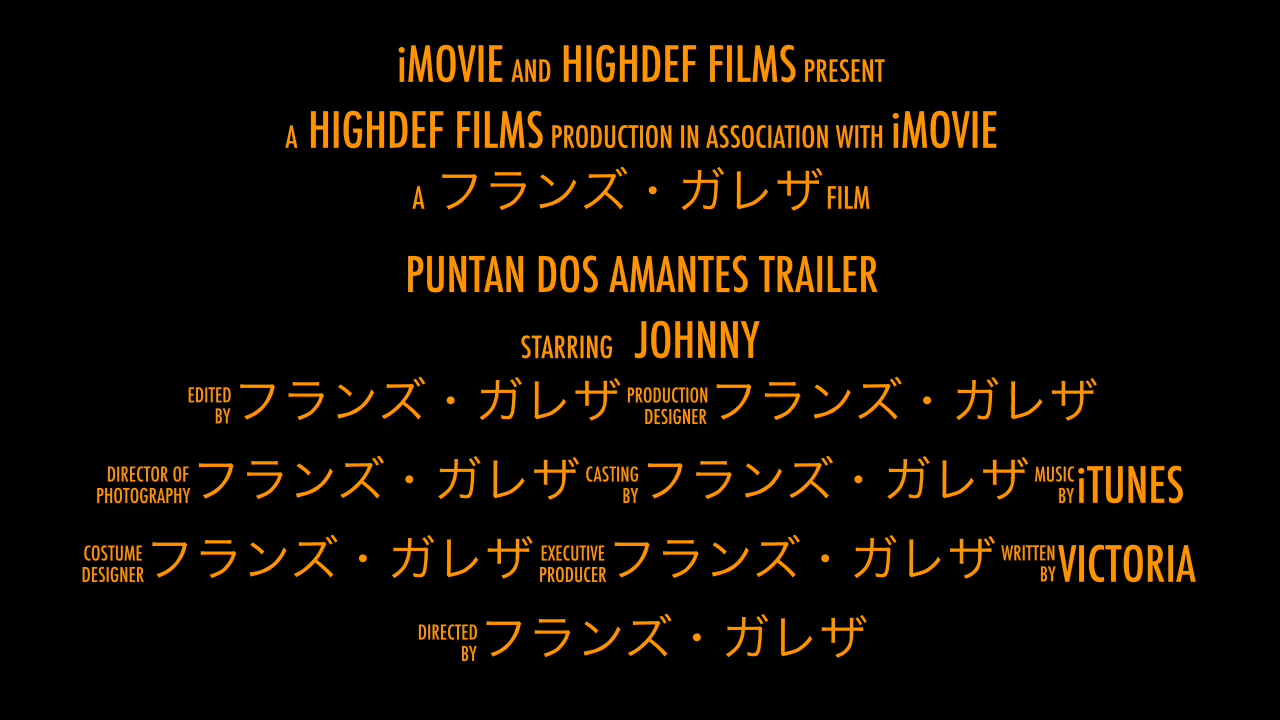 iMOVIE AND HIGHDEF FILMS PRESENT
A HIGHDEF FILMS PRODUCTION IN ASSOCIATION WITH iMOVIE
A フランズ・ガレザ FILM
PUNTAN DOS AMANTES TRAILER
STARRING JOHNNY
EDITED BY フランズ・ガレザ PRODUCTION DESIGNER フランズ・ガレザ
DIRECTOR OF PHOTOGRAPHY フランズ・ガレザ CASTING BY フランズ・ガレザ MUSIC BY iTUNES
COSTUME DESIGNER フランズ・ガレザ EXECUTIVE PRODUCER フランズ・ガレザ WRITTEN BY VICTORIA
DIRECTED BY フランズ・ガレザ